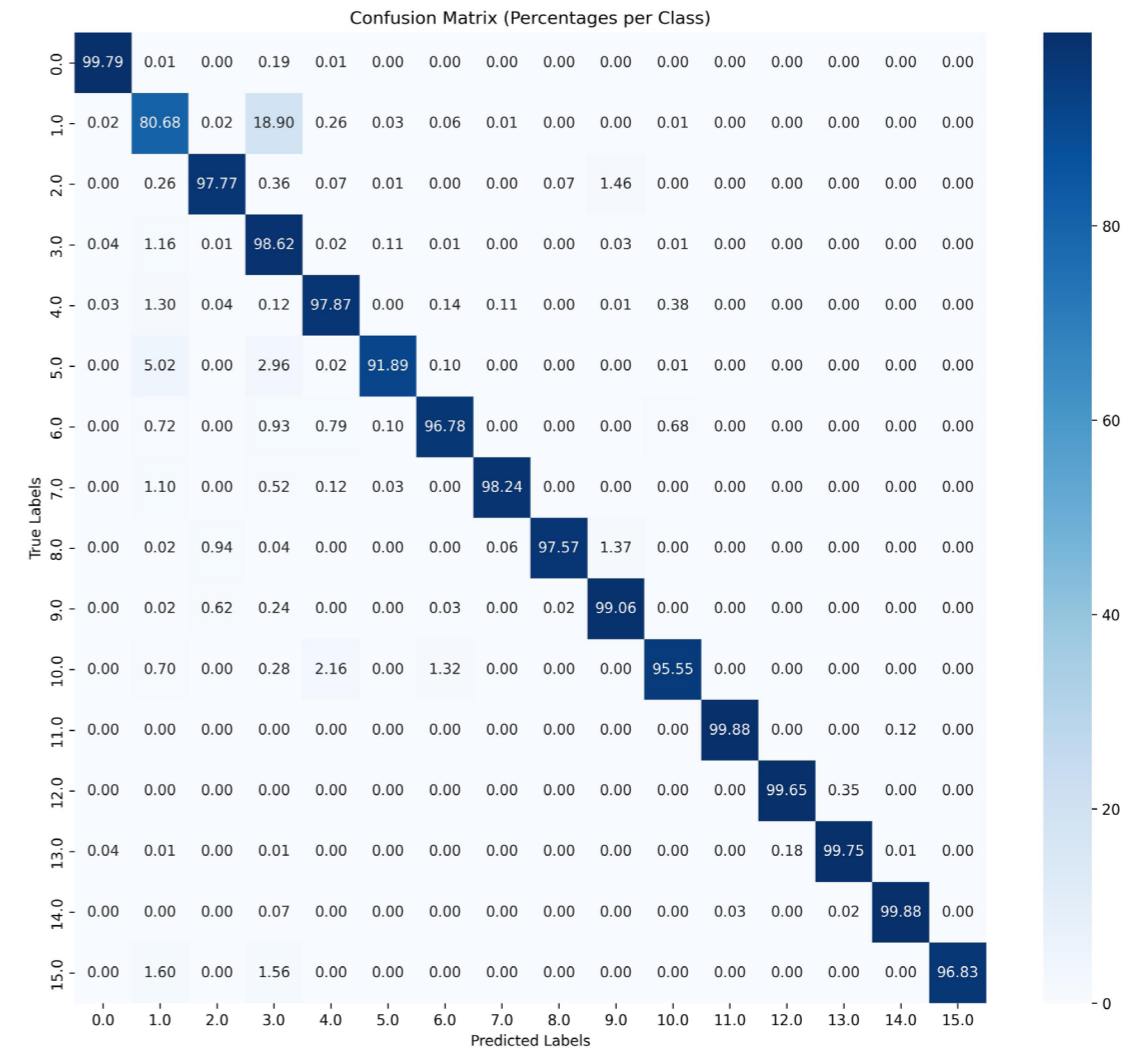 Confusion Matrix (Percentages per Class)
0.0 99.79 0.01 0.00 0.19 0.01 0.00 0.00 0.00 0.00 0.00 0.00 0.00 0.00 0.00 0.00 0.00
1.0 0.02 80.68 0.02 18.90 0.26 0.03 0.06 0.01 0.00 0.00 0.01 0.00 0.00 0.00 0.00 0.00
2.0 0.00 0.26 97.77 0.36 0.07 0.01 0.00 0.00 0.07 1.46 0.00 0.00 0.00 0.00 0.00 0.00
3.0 0.04 1.16 0.01 98.62 0.02 0.11 0.01 0.00 0.00 0.03 0.01 0.00 0.00 0.00 0.00 0.00
4.0 0.03 1.30 0.04 0.12 97.87 0.00 0.14 0.11 0.00 0.01 0.38 0.00 0.00 0.00 0.00 0.00
5.0 0.00 5.02 0.00 2.96 0.02 91.89 0.10 0.00 0.00 0.00 0.01 0.00 0.00 0.00 0.00 0.00
6.0 0.00 0.72 0.00 0.93 0.79 0.10 96.78 0.00 0.00 0.00 0.68 0.00 0.00 0.00 0.00 0.00
7.0 0.00 1.10 0.00 0.52 0.12 0.03 0.00 98.24 0.00 0.00 0.00 0.00 0.00 0.00 0.00 0.00
8.0 0.00 0.02 0.94 0.04 0.00 0.00 0.00 0.06 97.57 1.37 0.00 0.00 0.00 0.00 0.00 0.00
9.0 0.00 0.02 0.62 0.24 0.00 0.00 0.03 0.00 0.02 99.06 0.00 0.00 0.00 0.00 0.00 0.00
10.0 0.00 0.70 0.00 0.28 2.16 0.00 1.32 0.00 0.00 0.00 95.55 0.00 0.00 0.00 0.00 0.00
11.0 0.00 0.00 0.00 0.00 0.00 0.00 0.00 0.00 0.00 0.00 0.00 99.88 0.00 0.00 0.12 0.00
12.0 0.00 0.00 0.00 0.00 0.00 0.00 0.00 0.00 0.00 0.00 0.00 0.00 99.65 0.35 0.00 0.00
13.0 0.04 0.01 0.00 0.01 0.00 0.00 0.00 0.00 0.00 0.00 0.00 0.00 0.18 99.75 0.01 0.00
14.0 0.00 0.00 0.00 0.07 0.00 0.00 0.00 0.00 0.00 0.00 0.00 0.03 0.00 0.02 99.88 0.00
15.0 0.00 1.60 0.00 1.56 0.00 0.00 0.00 0.00 0.00 0.00 0.00 0.00 0.00 0.00 0.00 96.83
0.0 1.0 2.0 3.0 4.0 5.0 6.0 7.0 8.0 9.0 10.0 11.0 12.0 13.0 14.0 15.0
Predicted Labels
True Labels
80
60
40
20
0